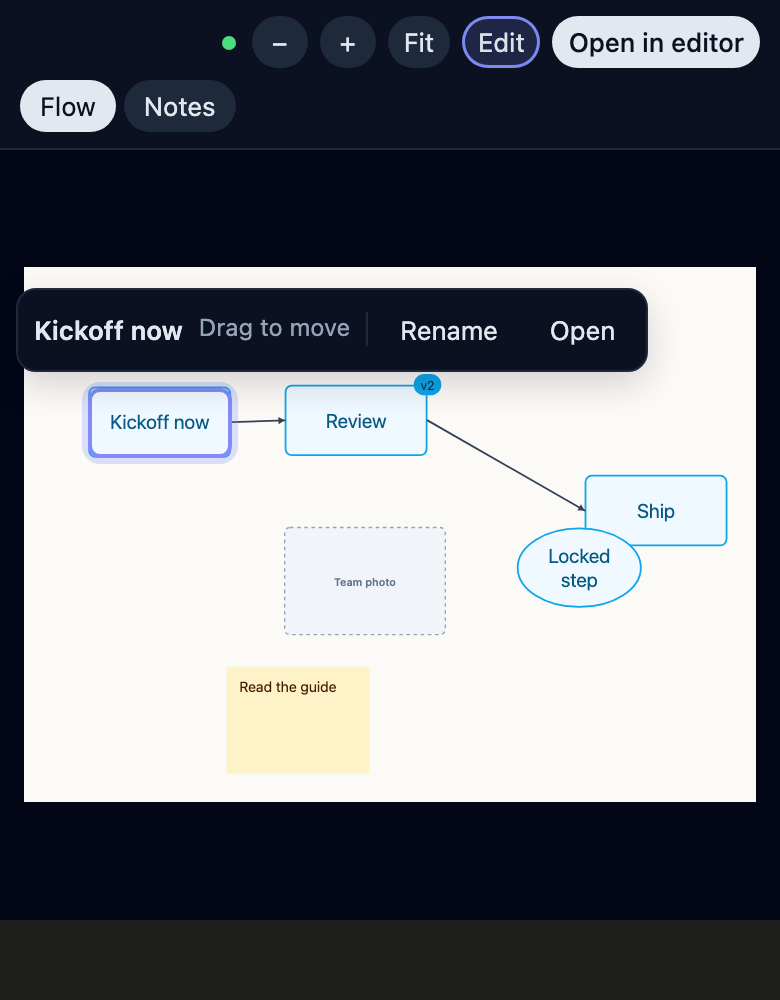 − + Fit Edit Open in editor
Flow Notes
Kickoff now Drag to move Rename Open
v2
Kickoff now
Review
Ship
Locked
step
Team photo
Read the guide